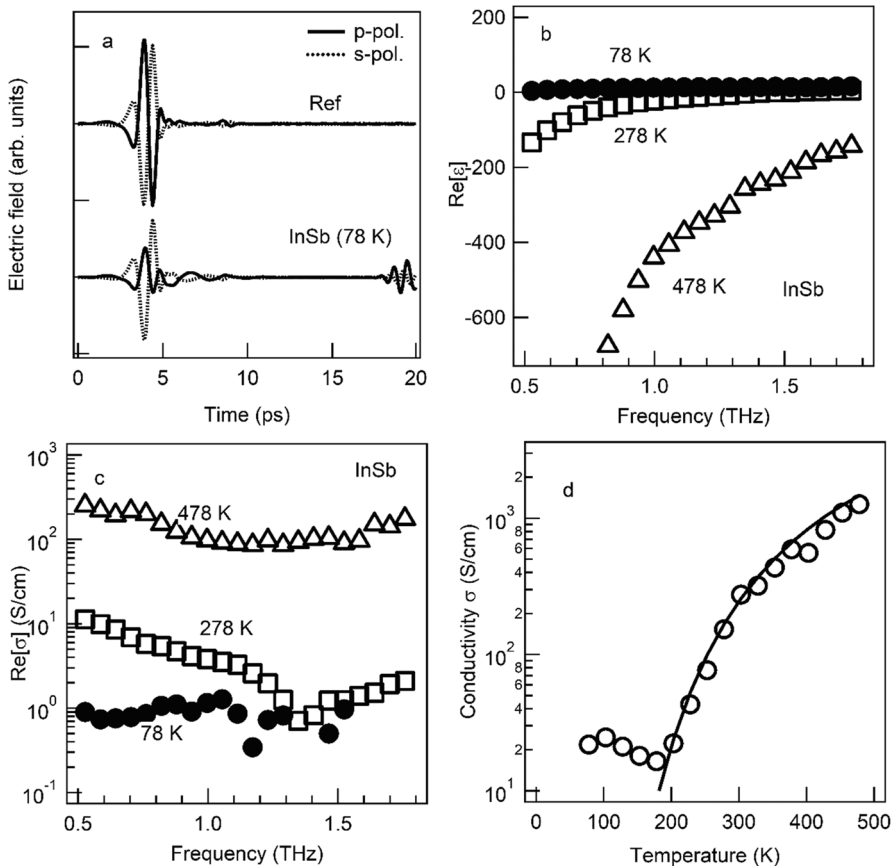 a
p-pol.
s-pol.
Ref
InSb (78 K)
Electric field (arb. units)
0 5 10 15 20
Time (ps)
b
200
0
-200
-400
-600
78 K
278 K
478 K
InSb
Re[ε]
0.5 1.0 1.5
Frequency (THz)
c
InSb
10³
10²
10¹
10⁰
10⁻¹
478 K
278 K
78 K
Re[σ] (S/cm)
0.5 1.0 1.5
Frequency (THz)
d
2
10³
8
6
4
2
10²
8
6
4
2
10¹
Conductivity σ (S/cm)
0 100 200 300 400 500
Temperature (K)